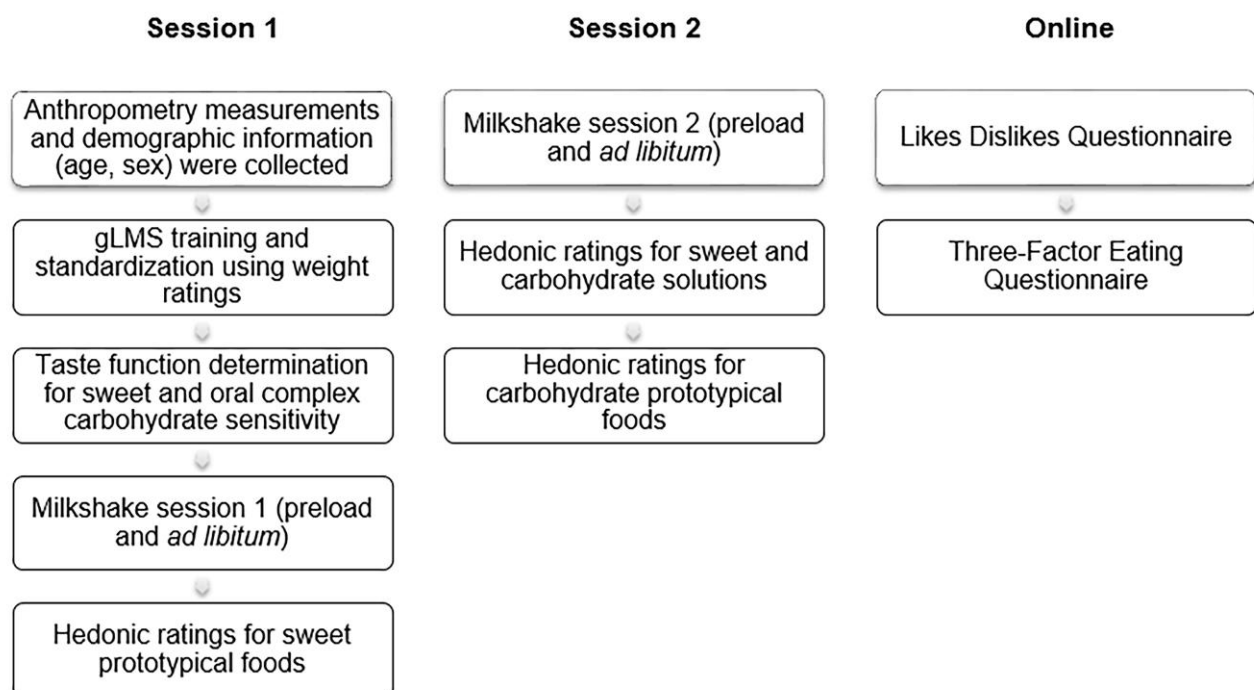 Session 1
Anthropometry measurements
and demographic information
(age, sex) were collected
gLMS training and
standardization using weight
ratings
Taste function determination
for sweet and oral complex
carbohydrate sensitivity
Milkshake session 1 (preload
and ad libitum)
Hedonic ratings for sweet
prototypical foods
Session 2
Milkshake session 2 (preload
and ad libitum)
Hedonic ratings for sweet and
carbohydrate solutions
Hedonic ratings for
carbohydrate prototypical
foods
Online
Likes Dislikes Questionnaire
Three-Factor Eating
Questionnaire